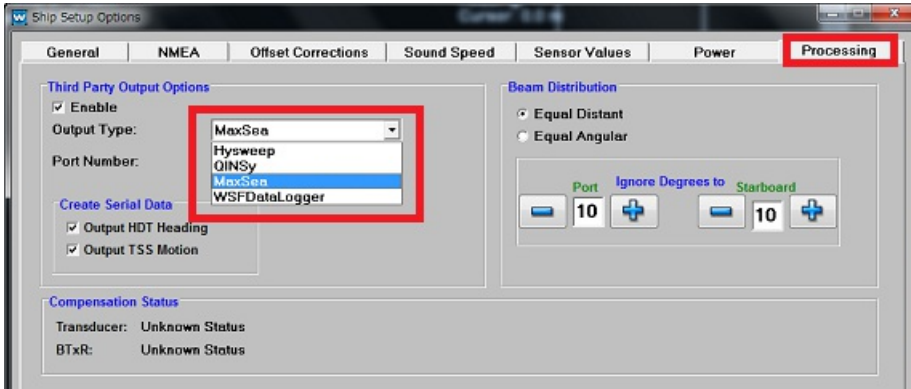 Ship Setup Options
Cursor 0.0
General NMEA Offset Corrections Sound Speed Sensor Values Power Processing
Third Party Output Options
Enable
Output Type: MaxSea
Hysweep
QINSy
MaxSea
WSFDataLogger
Port Number:
Create Serial Data
Output HDT Heading
Output TSS Motion
Beam Distribution
Equal Distant
Equal Angular
Ignore Degrees to
Port Starboard
10 10
Compensation Status
Transducer: Unknown Status
BTxR: Unknown Status